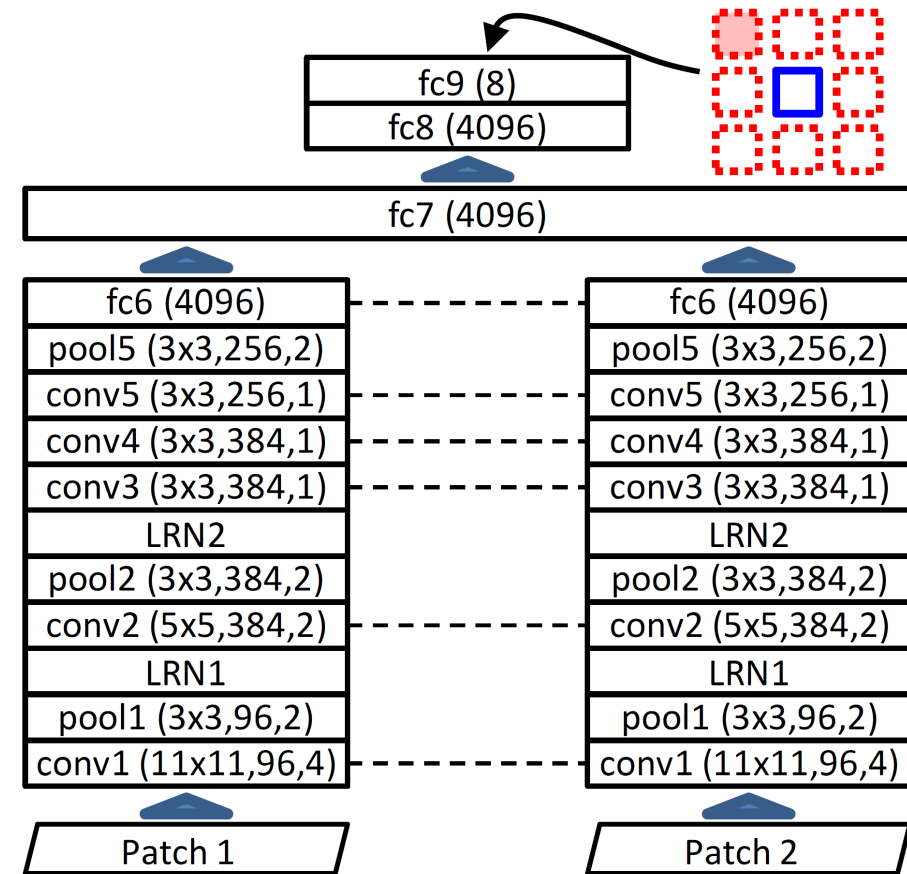 fc9 (8)
fc8 (4096)
fc7 (4096)
fc6 (4096)
pool5 (3x3,256,2)
conv5 (3x3,256,1)
conv4 (3x3,384,1)
conv3 (3x3,384,1)
LRN2
pool2 (3x3,384,2)
conv2 (5x5,384,2)
LRN1
pool1 (3x3,96,2)
conv1 (11x11,96,4)
Patch 1
fc6 (4096)
pool5 (3x3,256,2)
conv5 (3x3,256,1)
conv4 (3x3,384,1)
conv3 (3x3,384,1)
LRN2
pool2 (3x3,384,2)
conv2 (5x5,384,2)
LRN1
pool1 (3x3,96,2)
conv1 (11x11,96,4)
Patch 2